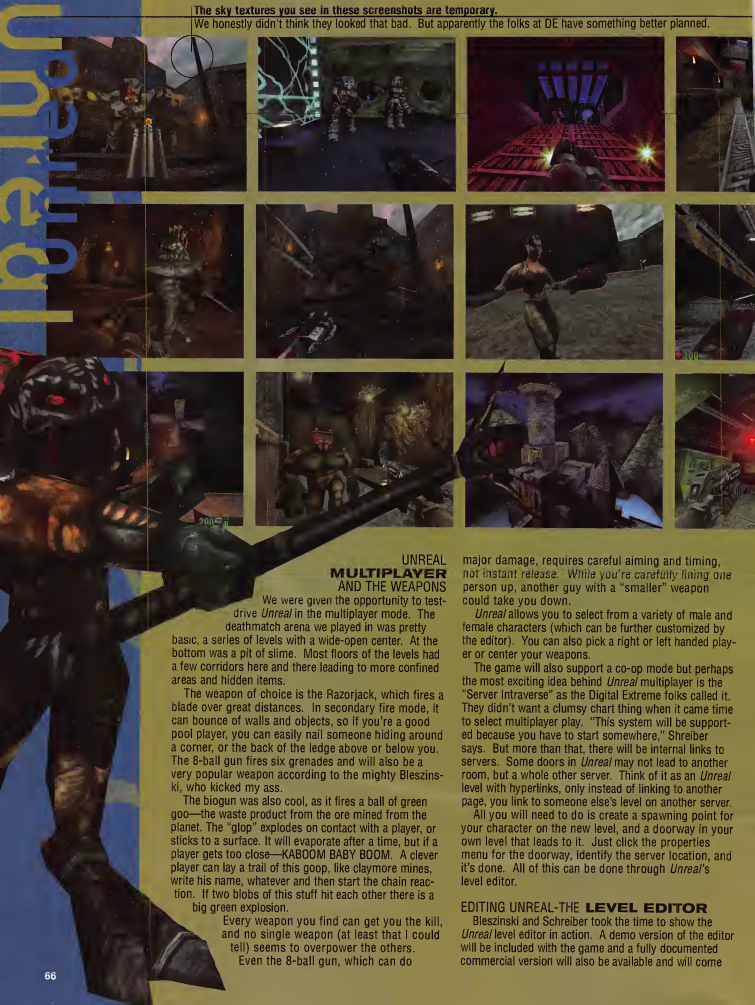 The sky textures you see in these screenshots are temporary.
We honestly didn't think they looked that bad.  But apparently the folks at DE have something better planned.
unreal
unreal
200
100
UNREAL
MULTIPLAYER
AND THE WEAPONS
We were given the opportunity to test-
drive Unreal in the multiplayer mode.  The
deathmatch arena we played in was pretty
basic, a series of levels with a wide-open center.  At the
bottom was a pit of slime.  Most floors of the levels had
a few corridors here and there leading to more confined
areas and hidden items.
The weapon of choice is the Razorjack, which fires a
blade over great distances.  In secondary fire mode, it
can bounce of walls and objects, so if you're a good
pool player, you can easily nail someone hiding around
a corner, or the back of the ledge above or below you.
The 8-ball gun fires six grenades and will also be a
very popular weapon according to the mighty Bleszins-
ki, who kicked my ass.
The biogun was also cool, as it fires a ball of green
goo—the waste product from the ore mined from the
planet. The "glop" explodes on contact with a player, or
sticks to a surface. It will evaporate after a time, but if a
player gets too close—KABOOM BABY BOOM.  A clever
player can lay a trail of this goop, like claymore mines,
write his name, whatever and then start the chain reac-
tion.  If two blobs of this stuff hit each other there is a
big green explosion.
Every weapon you find can get you the kill,
and no single weapon (at least that I could
tell) seems to overpower the others.
Even the 8-ball gun, which can do
major damage, requires careful aiming and timing,
not instant release.  While you're carefully lining one
person up, another guy with a "smaller" weapon
could take you down.
Unreal allows you to select from a variety of male and
female characters (which can be further customized by
the editor).  You can also pick a right or left handed play-
er or center your weapons.
The game will also support a co-op mode but perhaps
the most exciting idea behind Unreal multiplayer is the
"Server Intraverse" as the Digital Extreme folks called it.
They didn't want a clumsy chart thing when it came time
to select multiplayer play.  "This system will be support-
ed because you have to start somewhere," Shreiber
says.  But more than that, there will be internal links to
servers.  Some doors in Unreal may not lead to another
room, but a whole other server.  Think of it as an Unreal
level with hyperlinks, only instead of linking to another
page, you link to someone else's level on another server.
All you will need to do is create a spawning point for
your character on the new level, and a doorway in your
own level that leads to it.  Just click the properties
menu for the doorway, identify the server location, and
it's done.  All of this can be done through Unreal's
level editor.
EDITING UNREAL-THE LEVEL EDITOR
Bleszinski and Schreiber took the time to show the
Unreal level editor in action.  A demo version of the editor
will be included with the game and a fully documented
commercial version will also be available and will come
66